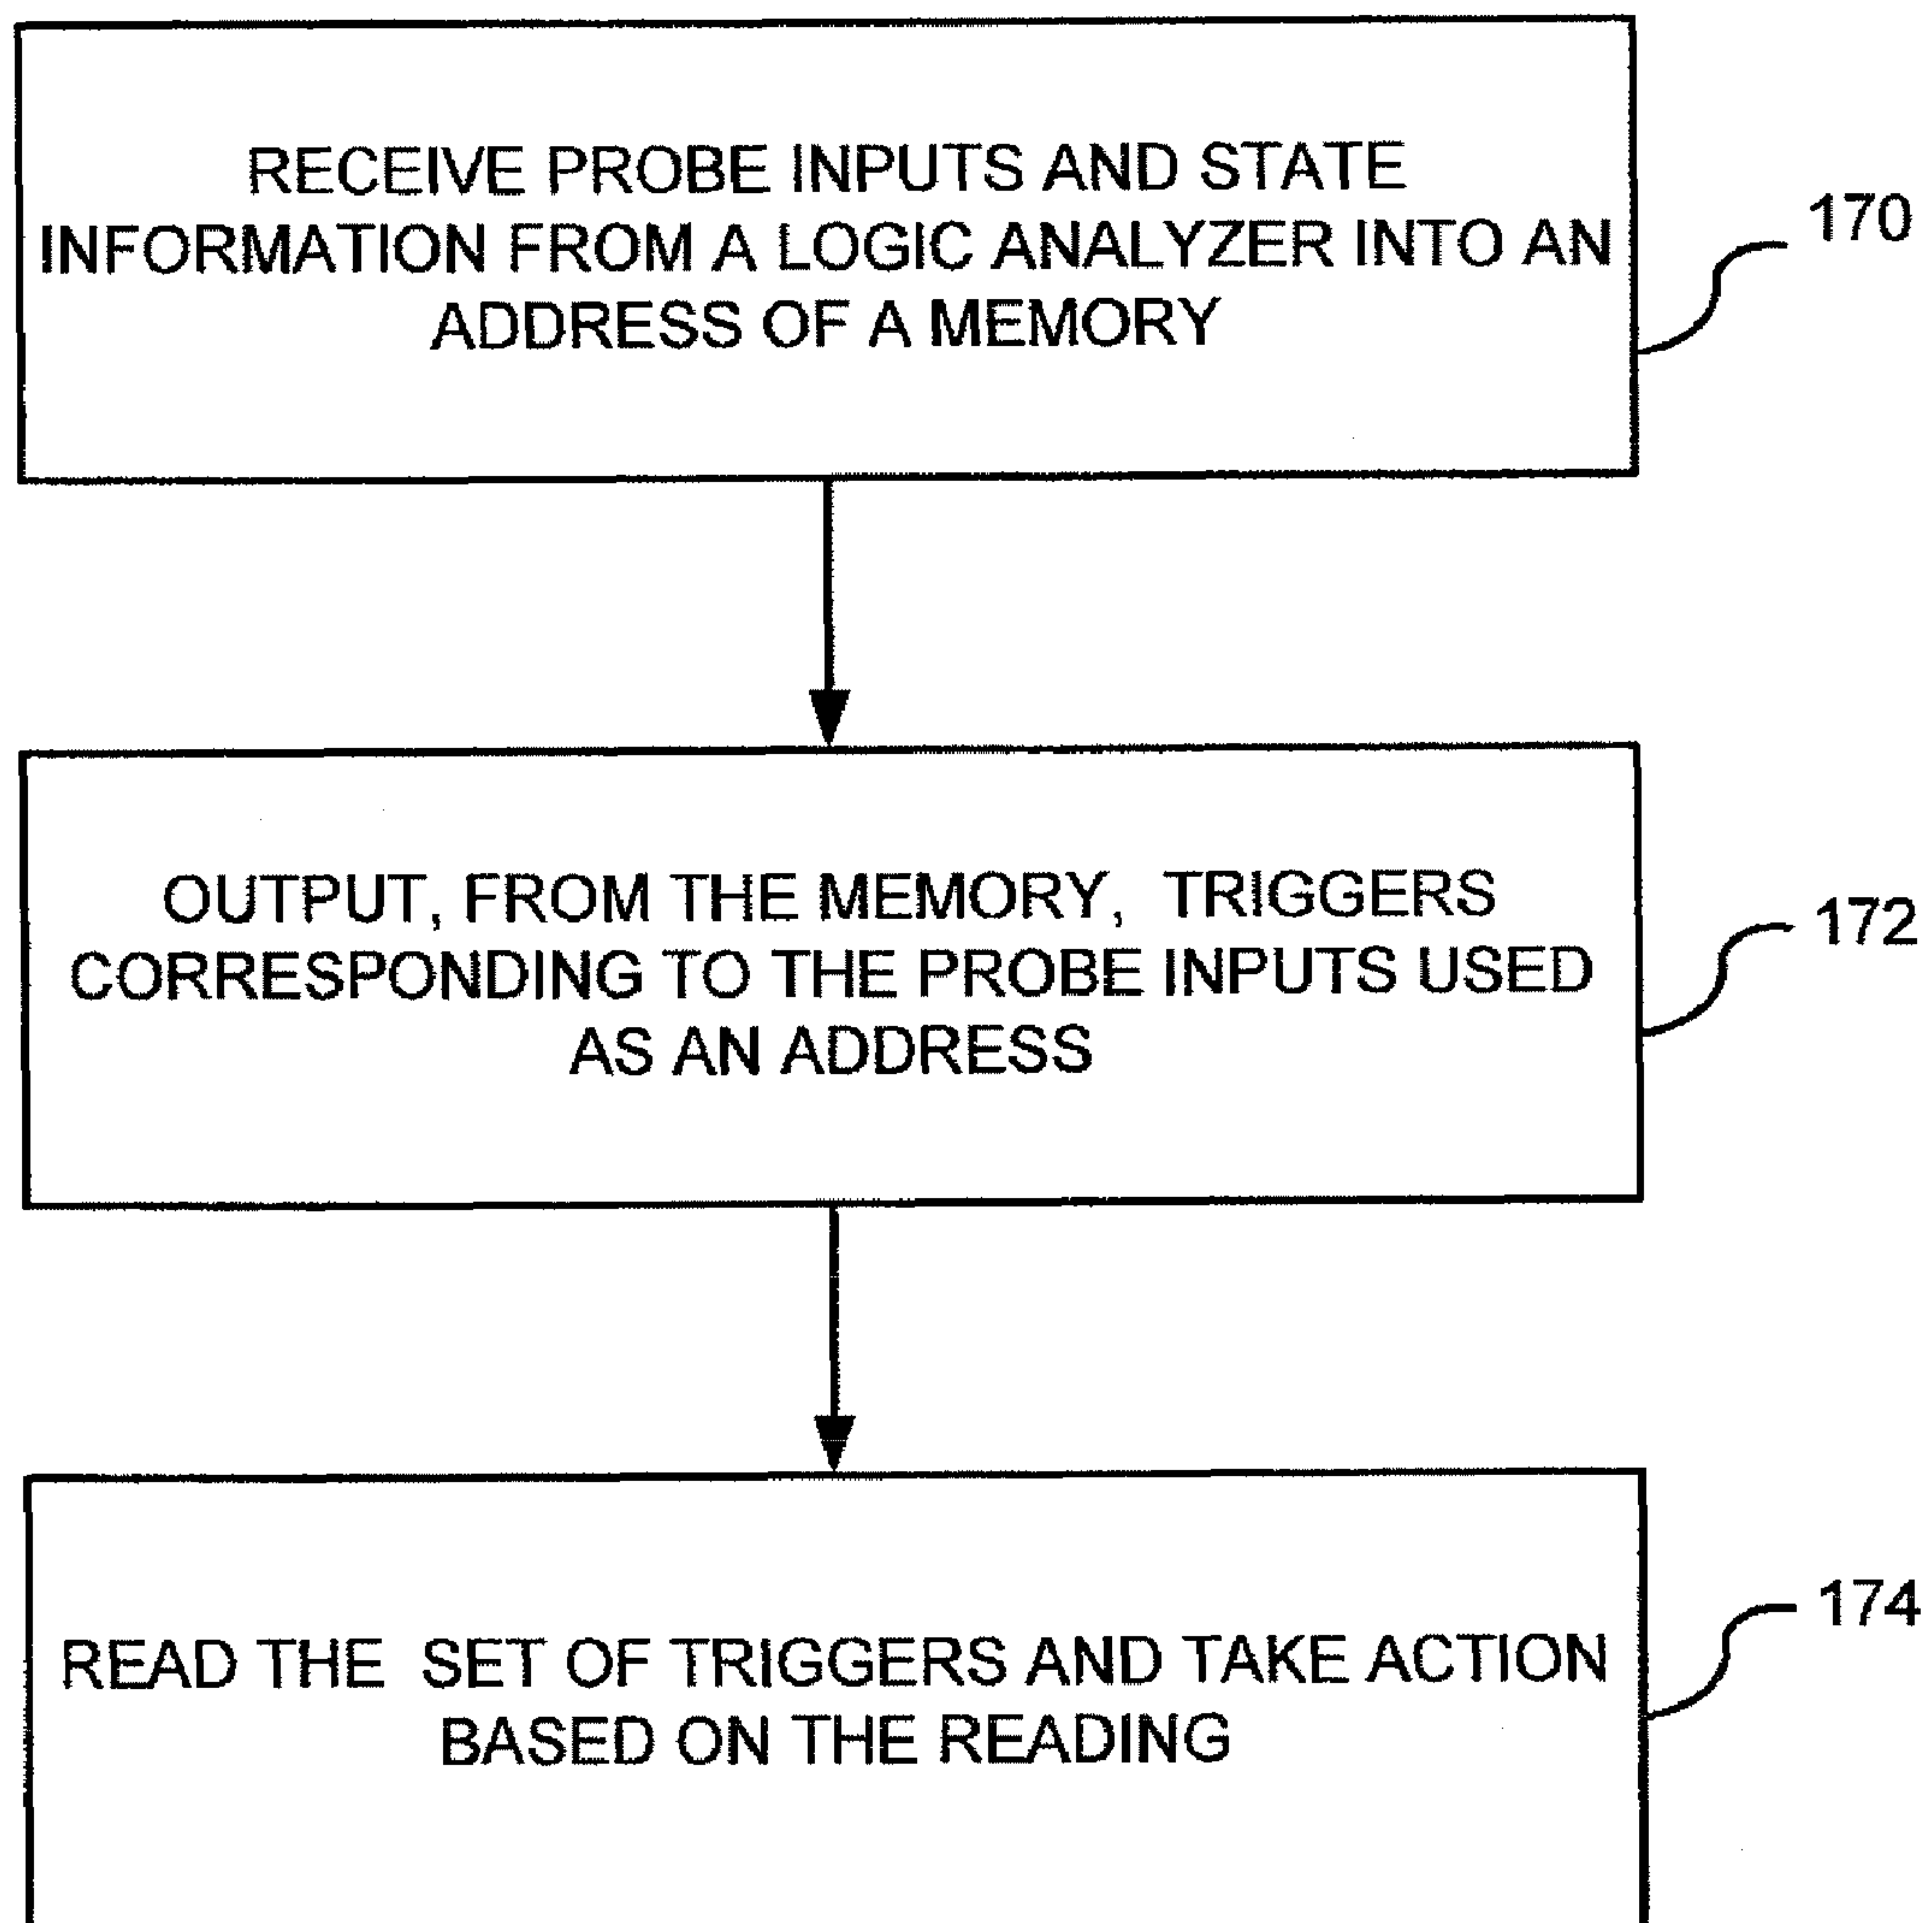 RECEIVE PROBE INPUTS AND STATE
INFORMATION FROM A LOGIC ANALYZER INTO AN
ADDRESS OF A MEMORY
170
OUTPUT, FROM THE MEMORY, TRIGGERS
CORRESPONDING TO THE PROBE INPUTS USED
AS AN ADDRESS
172
READ THE SET OF TRIGGERS AND TAKE ACTION
BASED ON THE READING
174